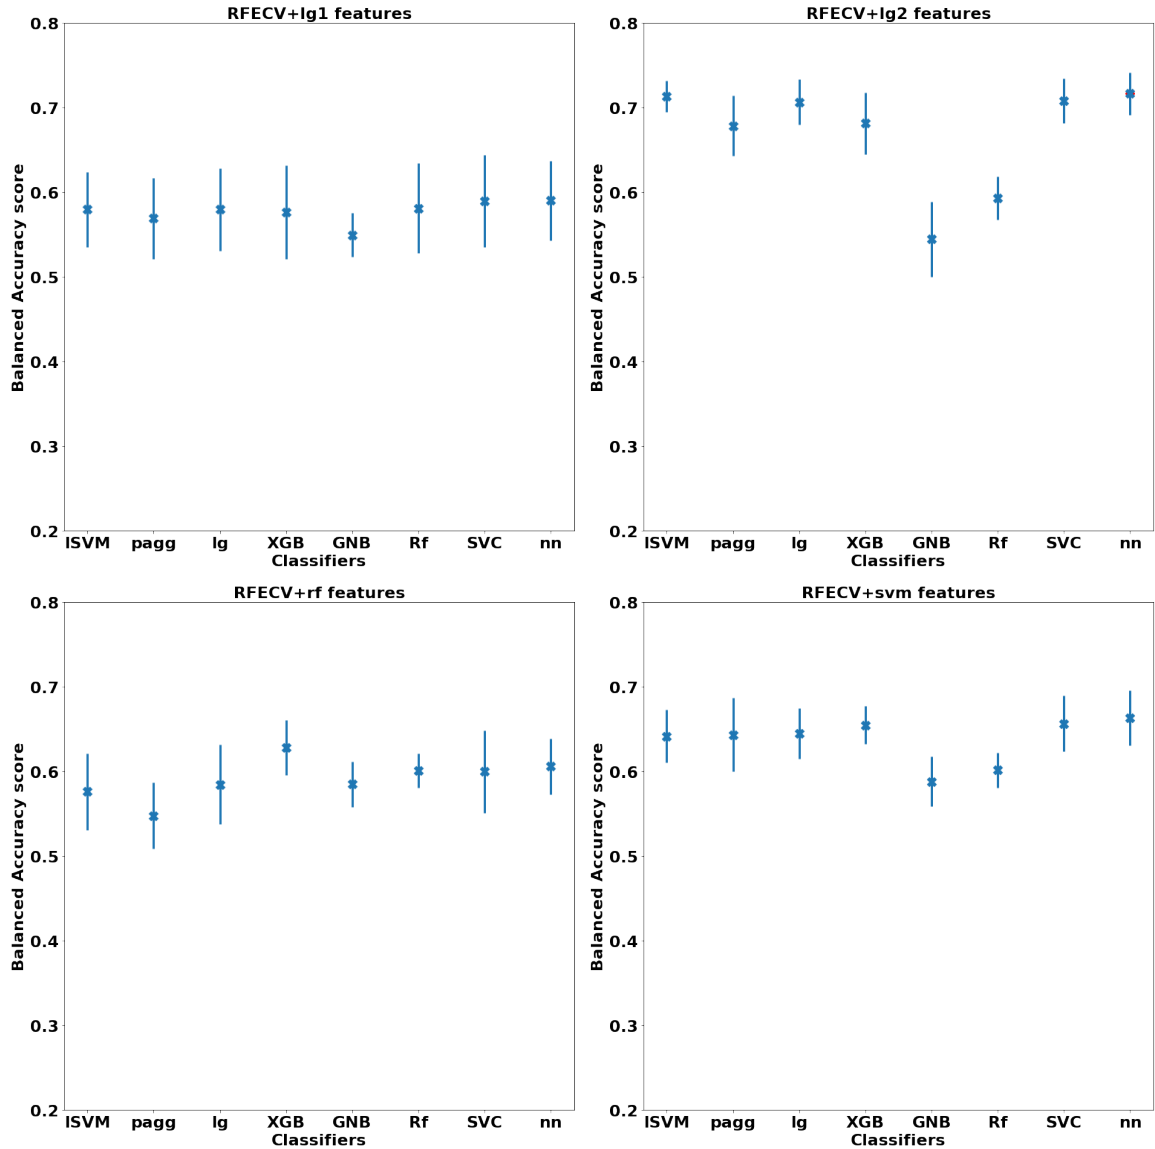 RFECV+lg1 features
0.8
0.7
0.6
0.5
0.4
0.3
0.2
Balanced Accuracy score
lSVM pagg lg XGB GNB Rf SVC nn
Classifiers
RFECV+lg2 features
0.8
0.7
0.6
0.5
0.4
0.3
0.2
Balanced Accuracy score
lSVM pagg lg XGB GNB Rf SVC nn
Classifiers
RFECV+rf features
0.8
0.7
0.6
0.5
0.4
0.3
0.2
Balanced Accuracy score
lSVM pagg lg XGB GNB Rf SVC nn
Classifiers
RFECV+svm features
0.8
0.7
0.6
0.5
0.4
0.3
0.2
Balanced Accuracy score
lSVM pagg lg XGB GNB Rf SVC nn
Classifiers